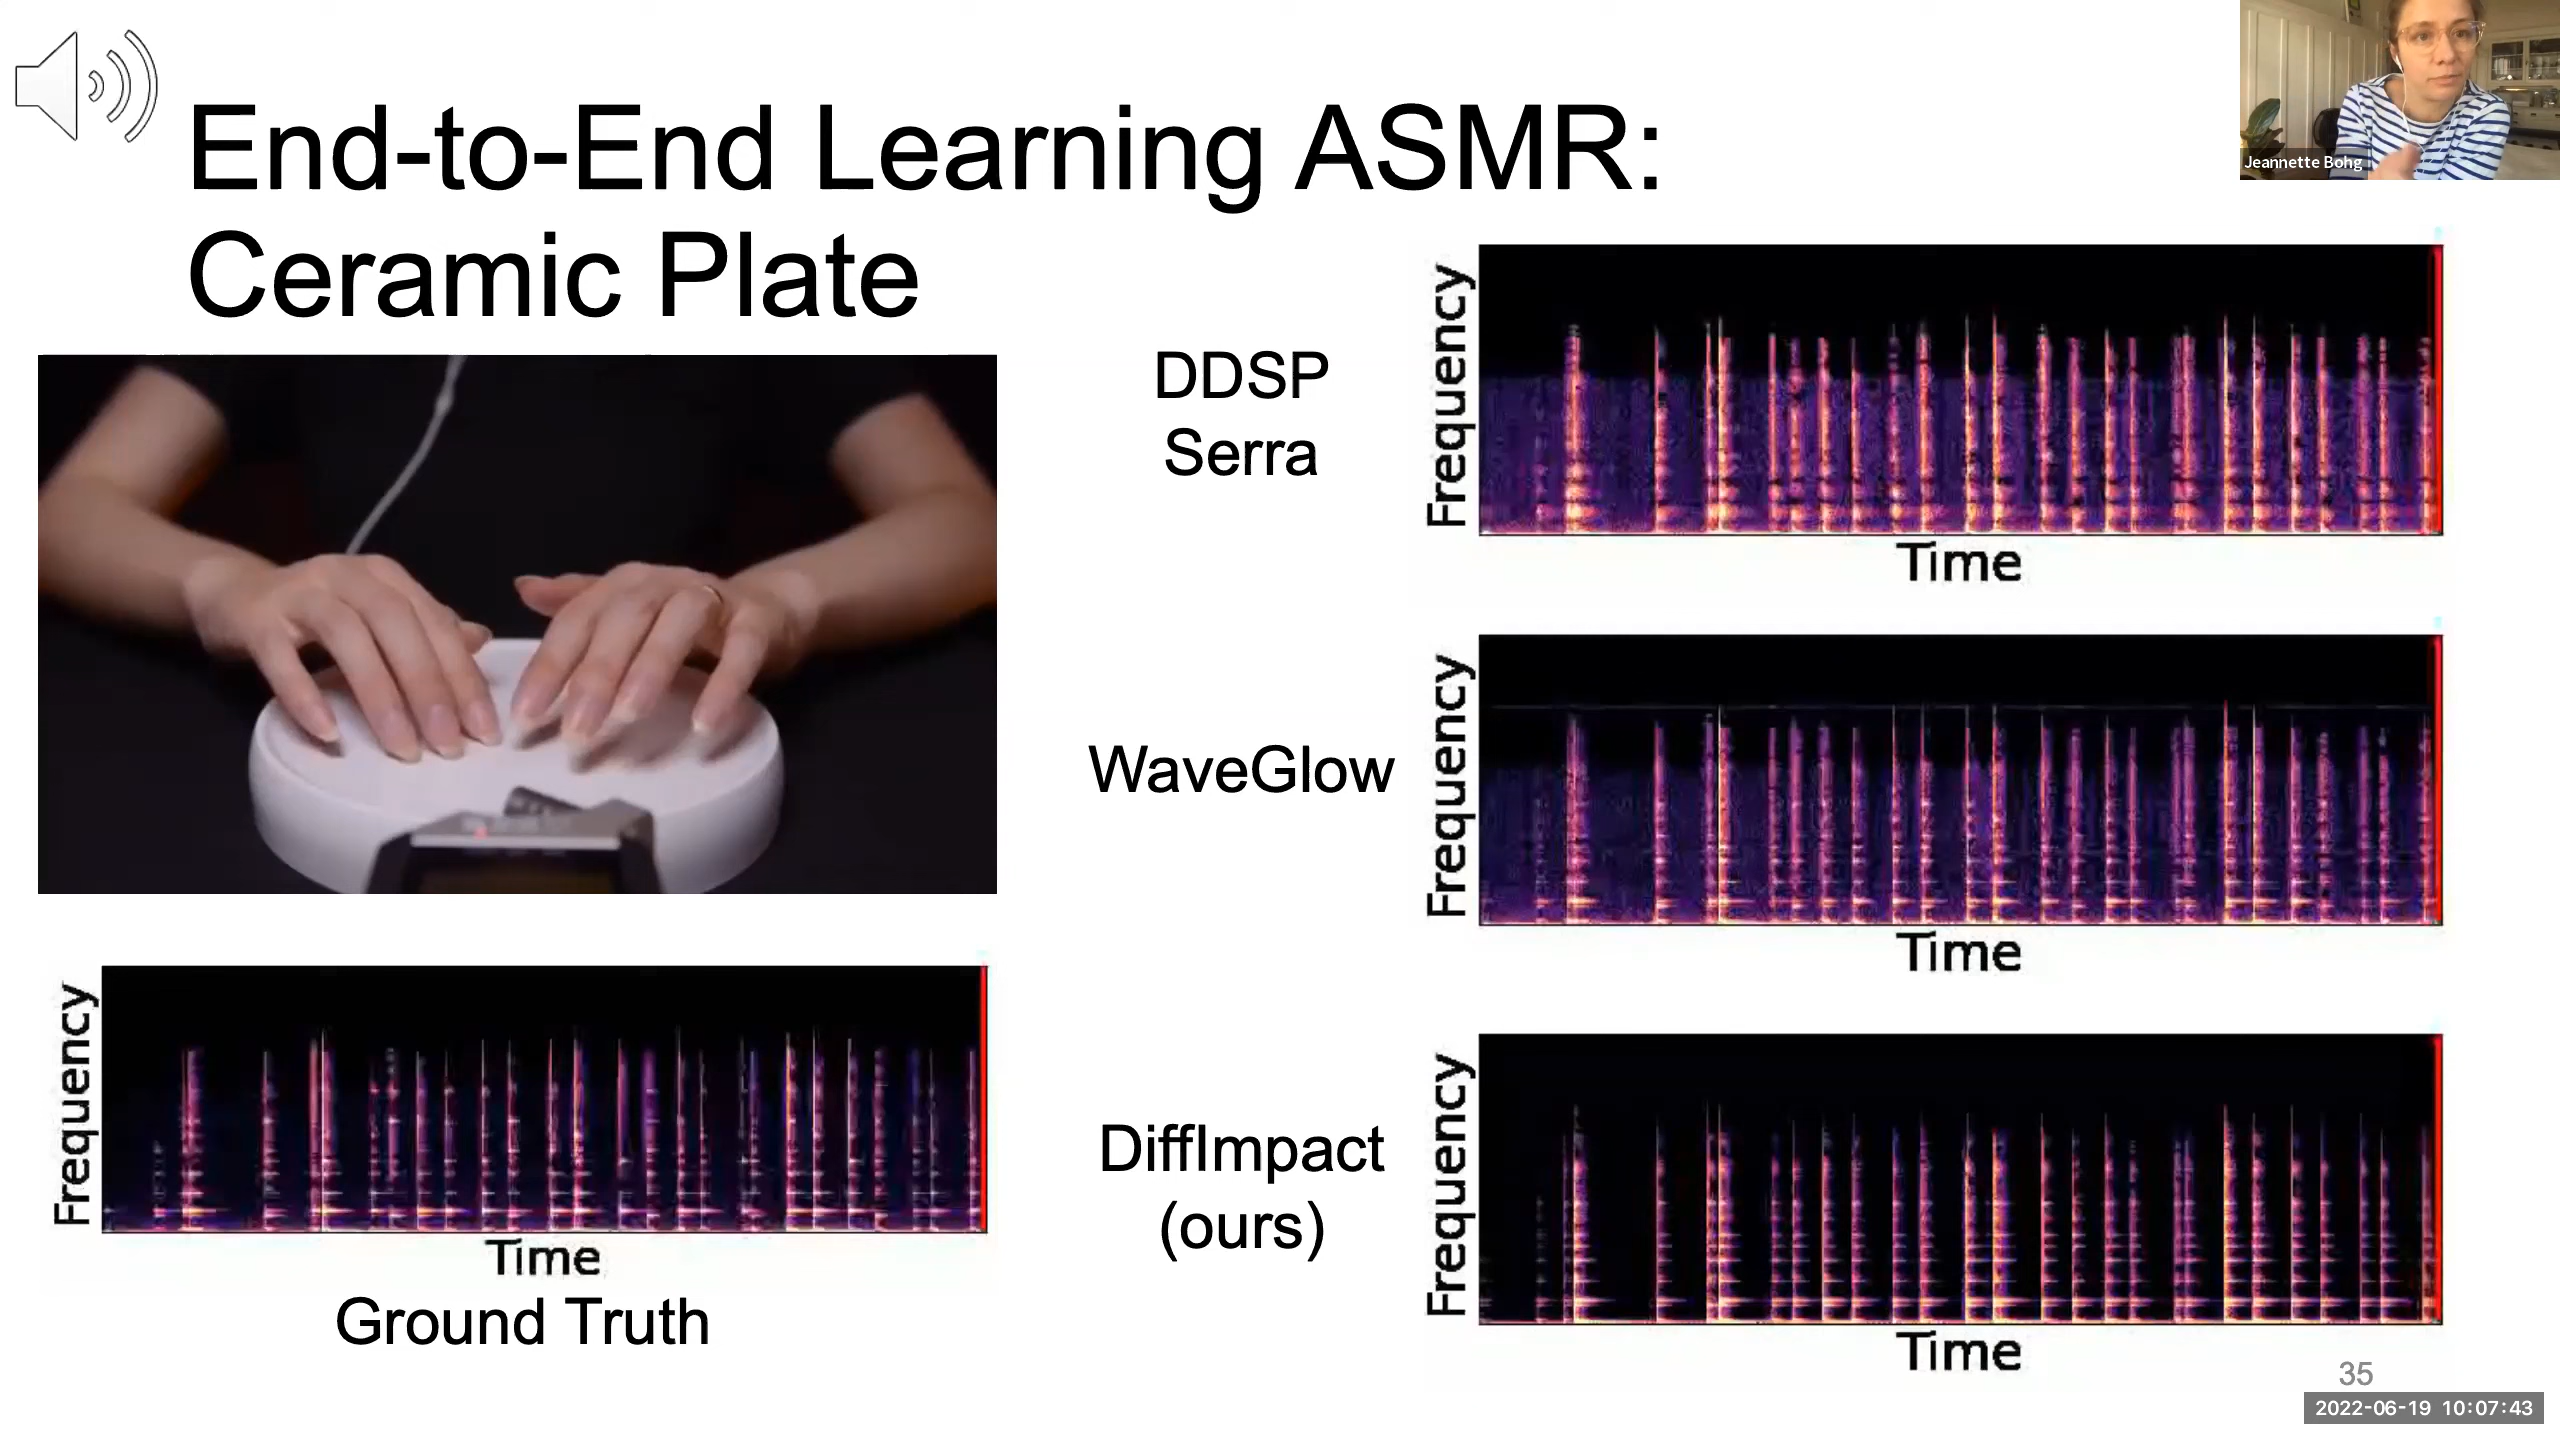 End-to-End Learning ASMR:
Ceramic Plate
Jeannette Bohg
DDSP
Serra
Frequency
Time
WaveGlow
Frequency
Time
Frequency
Time
Ground Truth
DiffImpact
(ours)
Frequency
Time
35
2022-06-19 10:07:43